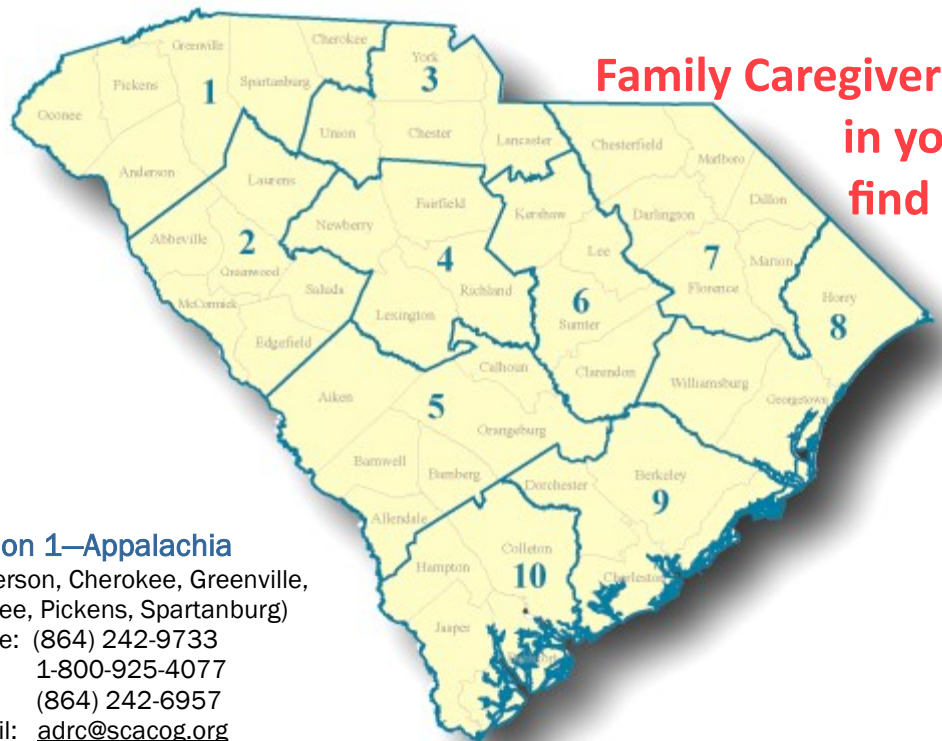 Family Caregiver
in yo
find
Cherokee
Greenville
York
3
Pickens
Spartanburg
1
Oconee
Union
Chester
Lancaster
Chesterfield
Marlboro
Anderson
Laurens
Dillon
Fairfield
Kershaw
Darlington
Newberry
Abbeville
2
4
Lee
7
Marion
Greenwood
Florence
Saluda
Richland
6
Horry
McCormick
Lexington
Sumter
8
Edgefield
Calhoun
Clarendon
Williamsburg
Aiken
5
Georgetown
Orangeburg
Barnwell
Bamberg
Berkeley
Dorchester
9
Allendale
Colleton
Hampton
10
Charleston
Jasper
on 1—Appalachia
erson, Cherokee, Greenville,
ee, Pickens, Spartanburg)
e: (864) 242-9733
1-800-925-4077
(864) 242-6957
il: adrc@scacog.org